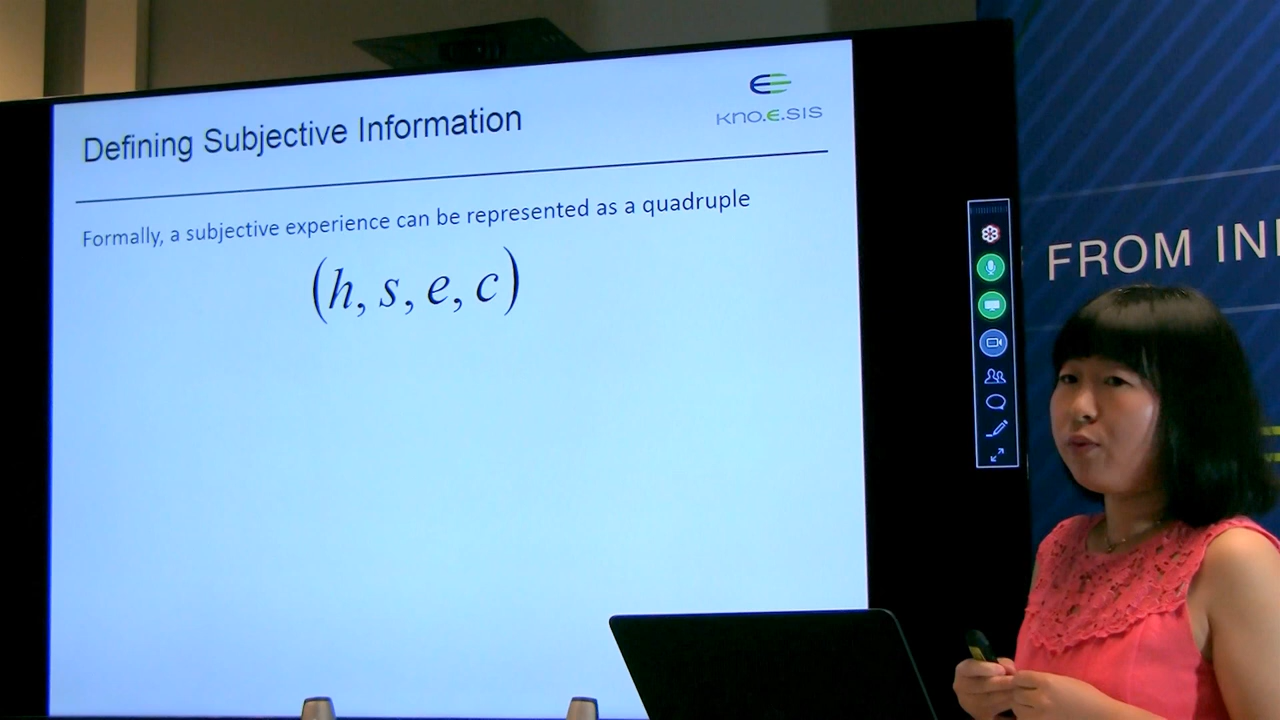 Defining Subjective Information
KNO.E.SIS
Formally, a subjective experience can be represented as a quadruple
(h, s, e, c)
FROM IN